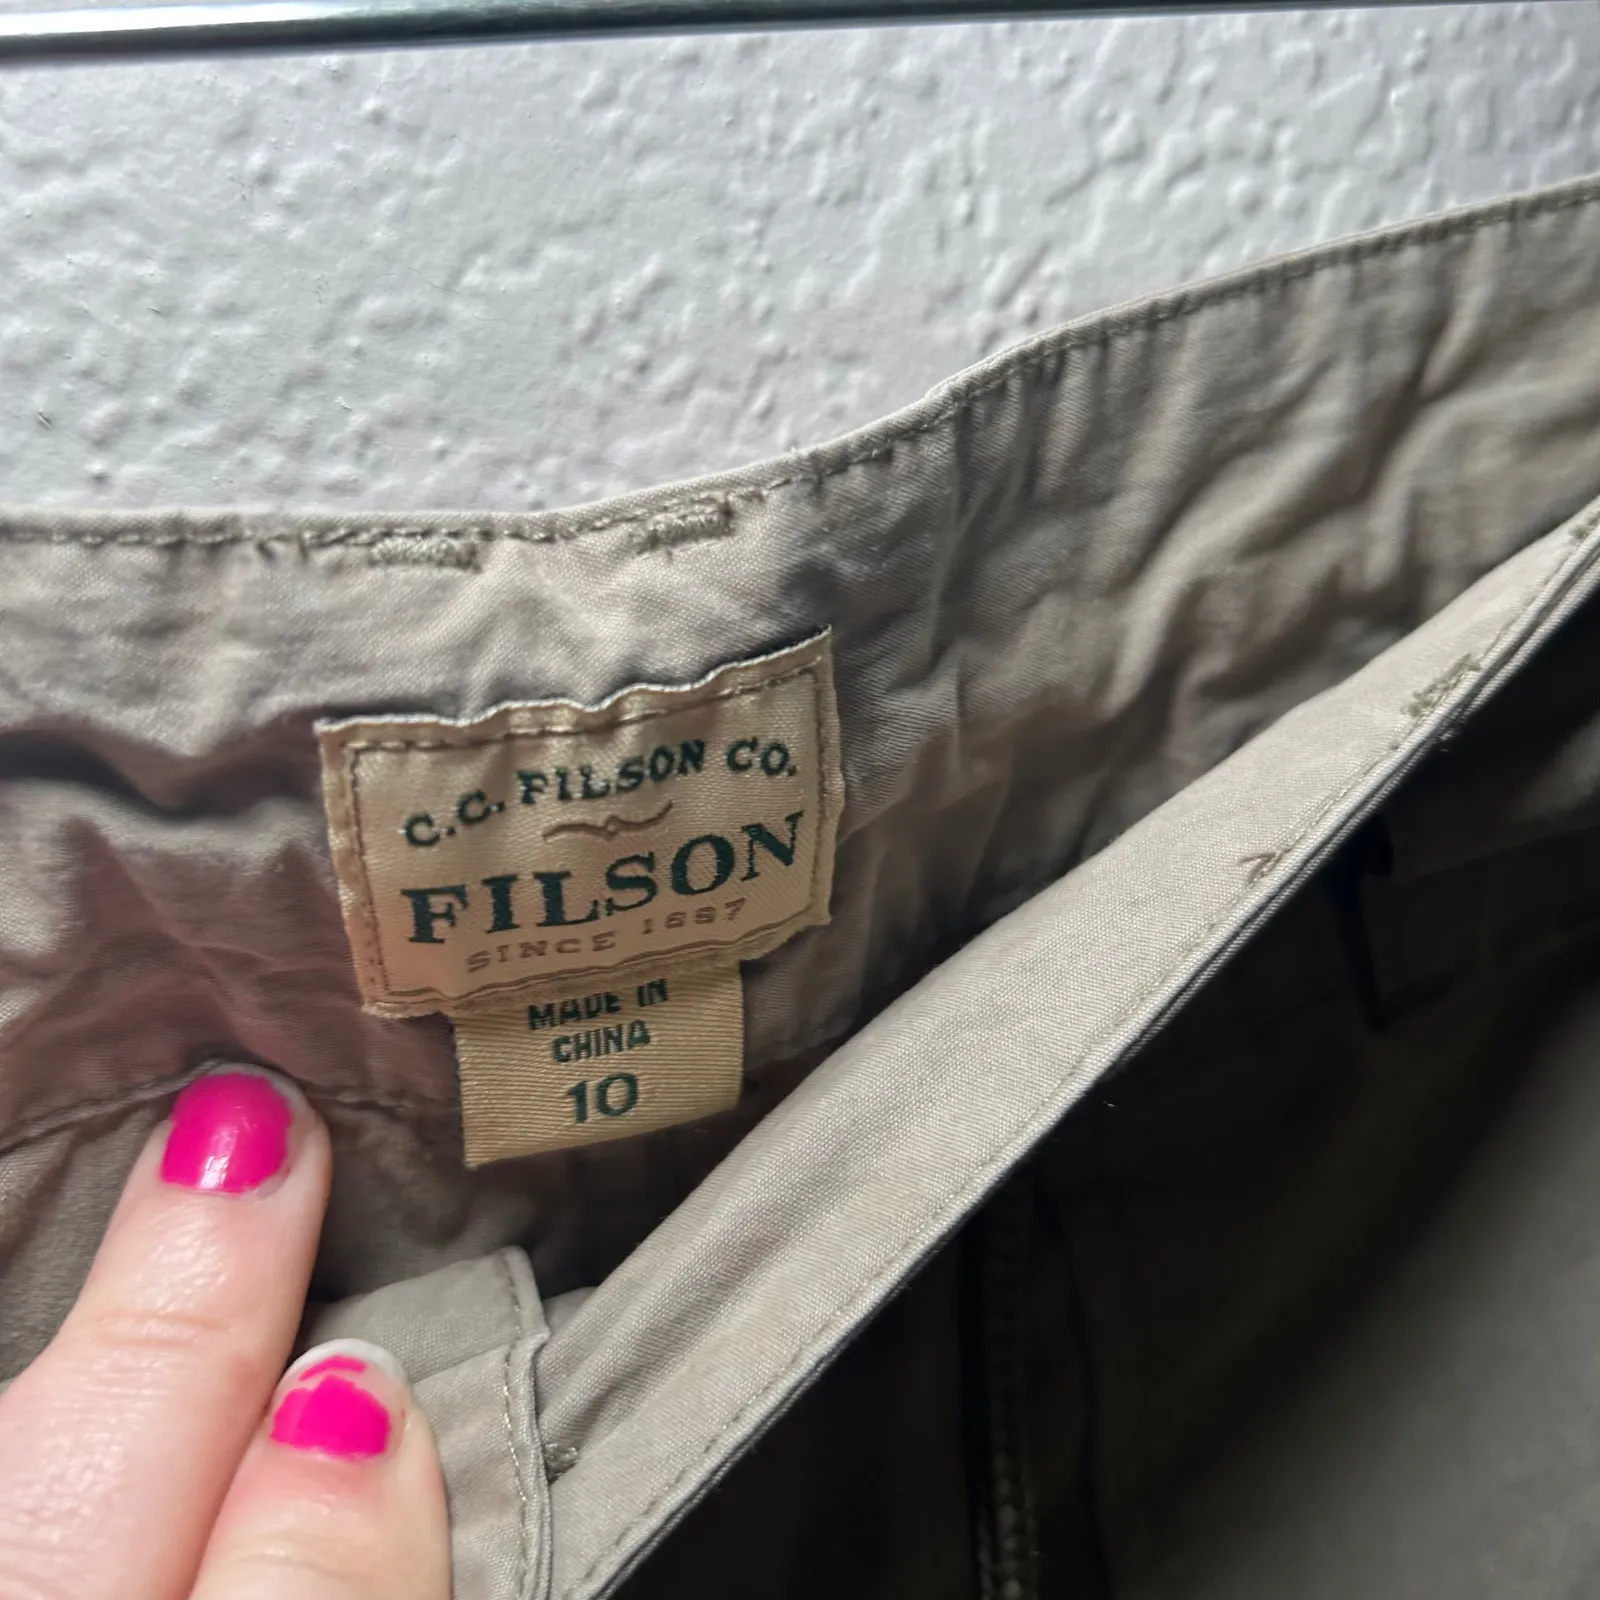 C.C. FILSON CO.
FILSON
SINCE 1897
MADE IN
CHINA
10